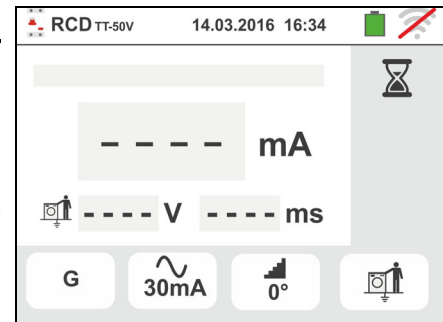 RCD TT-50V 14.03.2016 16:34
- - - - mA
- - - - V - - - - ms
G 30mA 0°